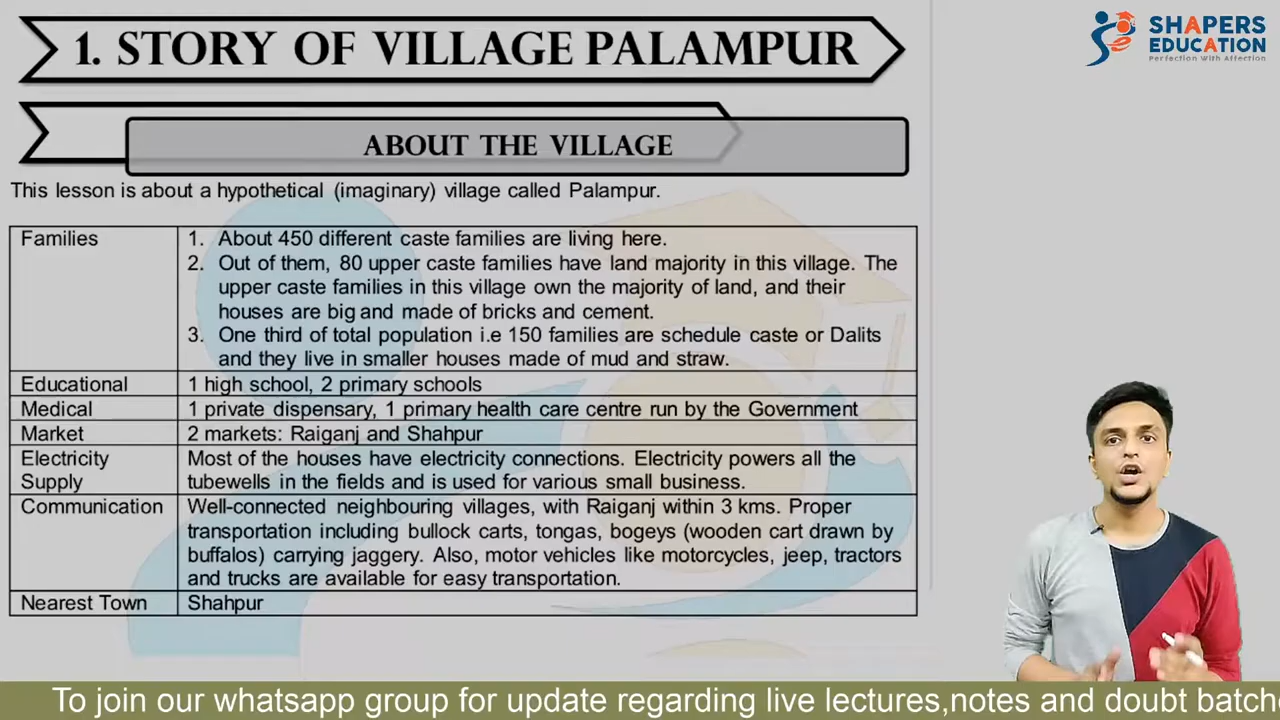 1. STORY OF VILLAGE PALAMPUR
SHAPERS
EDUCATION
Perfection With Affection
ABOUT THE VILLAGE
This lesson is about a hypothetical (imaginary) village called Palampur.
Families
1. About 450 different caste families are living here.
2. Out of them, 80 upper caste families have land majority in this village. The
upper caste families in this village own the majority of land, and their
houses are big and made of bricks and cement.
3. One third of total population i.e 150 families are schedule caste or Dalits
and they live in smaller houses made of mud and straw.
Educational
1 high school, 2 primary schools
Medical
1 private dispensary, 1 primary health care centre run by the Government
Market
2 markets: Raiganj and Shahpur
Electricity
Supply
Most of the houses have electricity connections. Electricity powers all the
tubewells in the fields and is used for various small business.
Communication
Well-connected neighbouring villages, with Raiganj within 3 kms. Proper
transportation including bullock carts, tongas, bogeys (wooden cart drawn by
buffalos) carrying jaggery. Also, motor vehicles like motorcycles, jeep, tractors
and trucks are available for easy transportation.
Nearest Town
Shahpur
To join our whatsapp group for update regarding live lectures,notes and doubt batch